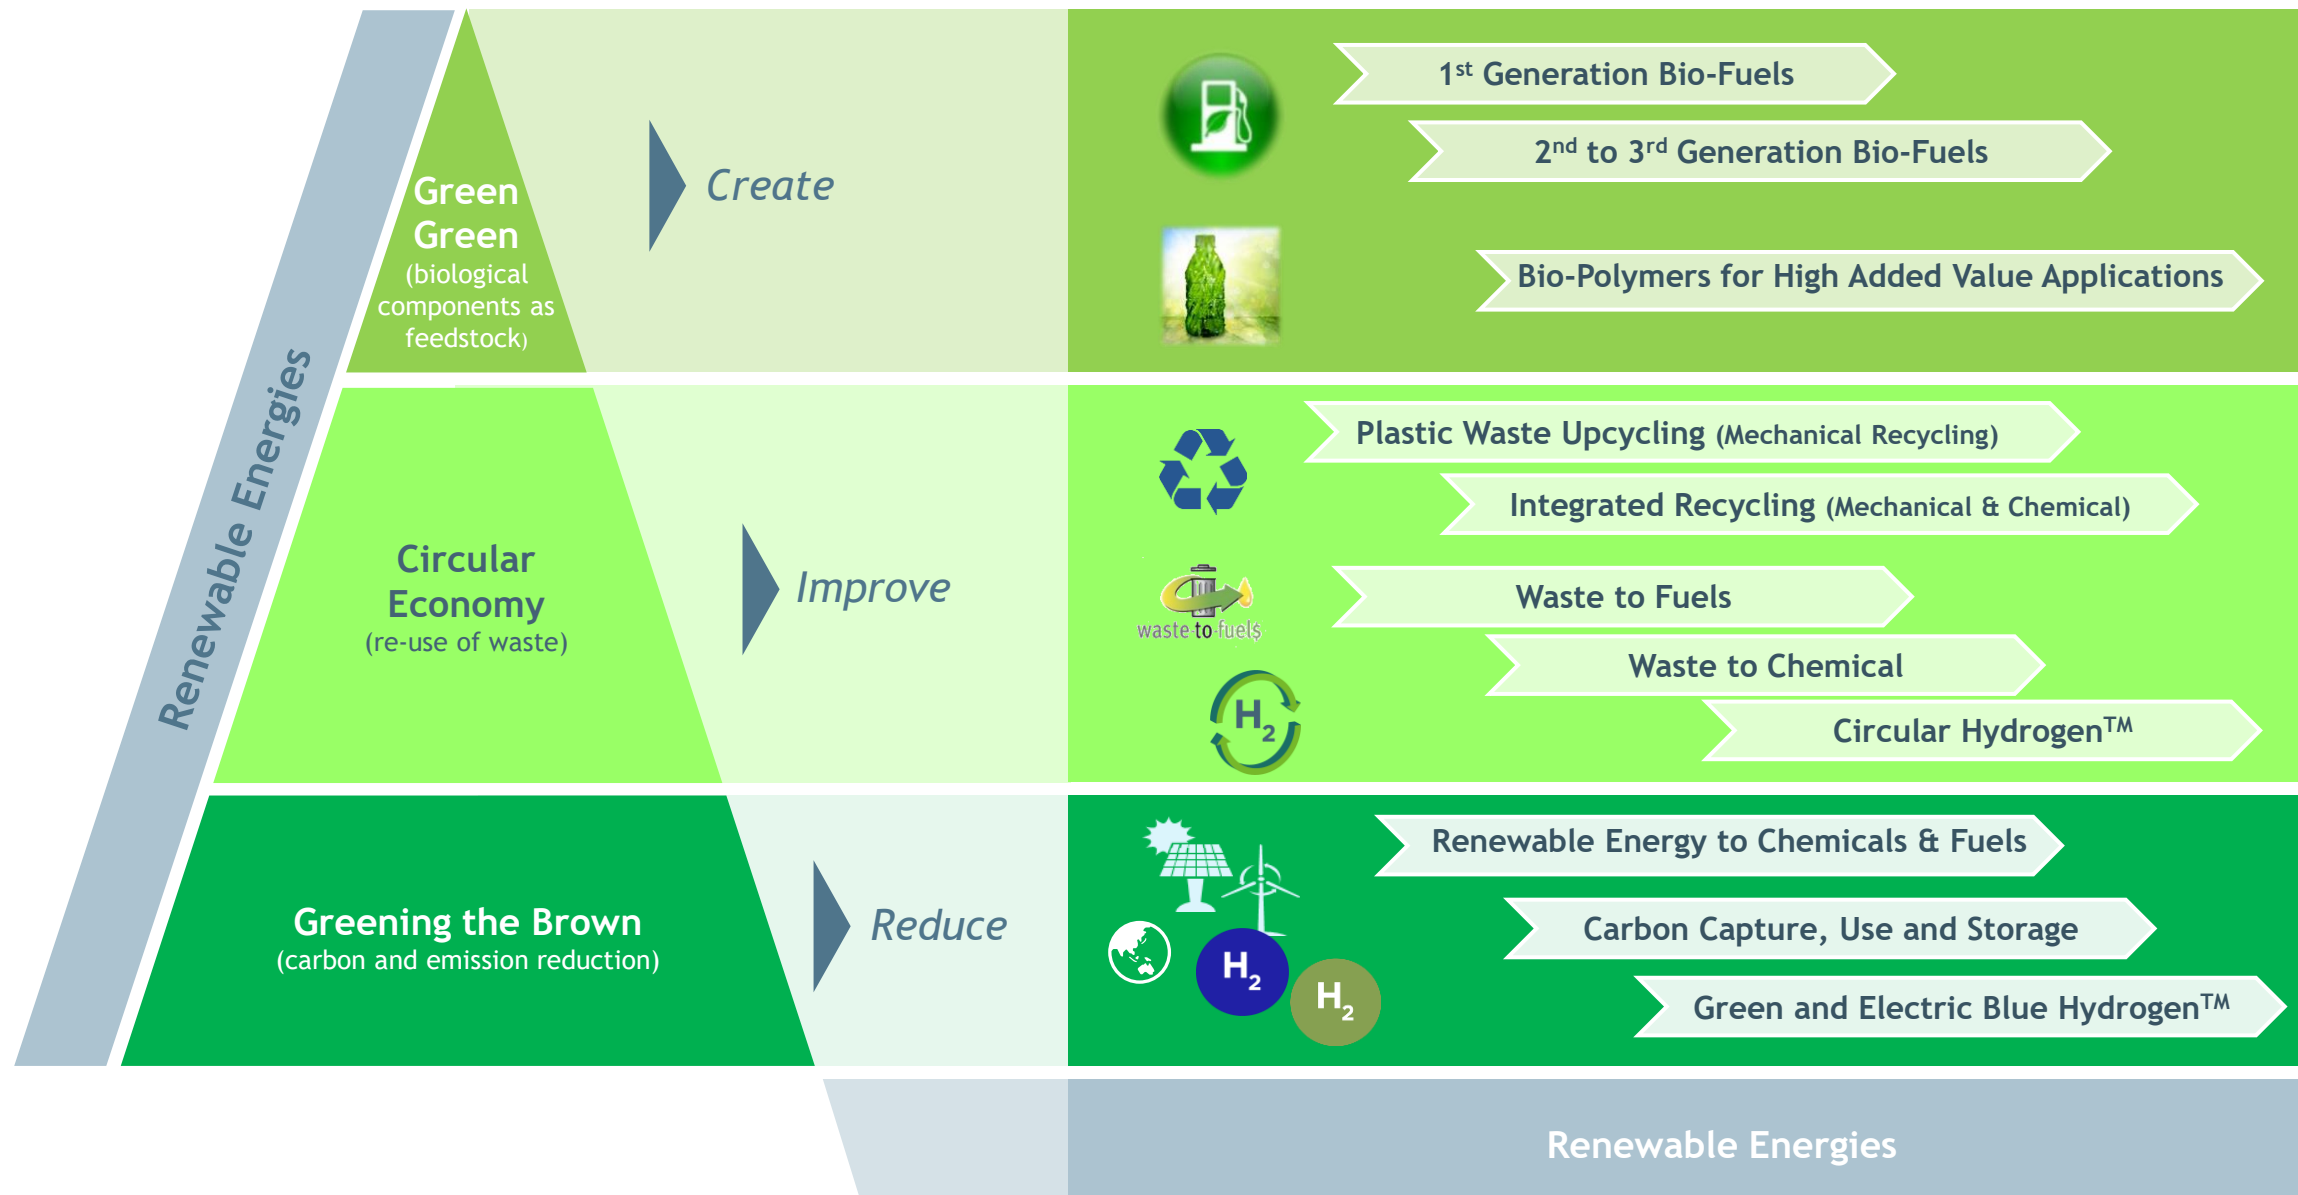 Renewable Energies
Green
Green
(biological
components as
feedstock)
Create
1st Generation Bio-Fuels
2nd to 3rd Generation Bio-Fuels
Bio-Polymers for High Added Value Applications
Circular
Economy
(re-use of waste)
Improve
Plastic Waste Upcycling (Mechanical Recycling)
Integrated Recycling (Mechanical & Chemical)
waste-to-fuels
Waste to Fuels
Waste to Chemical
H2
Circular Hydrogen™
Greening the Brown
(carbon and emission reduction)
Reduce
Renewable Energy to Chemicals & Fuels
Carbon Capture, Use and Storage
H2
H2
Green and Electric Blue Hydrogen™
Renewable Energies